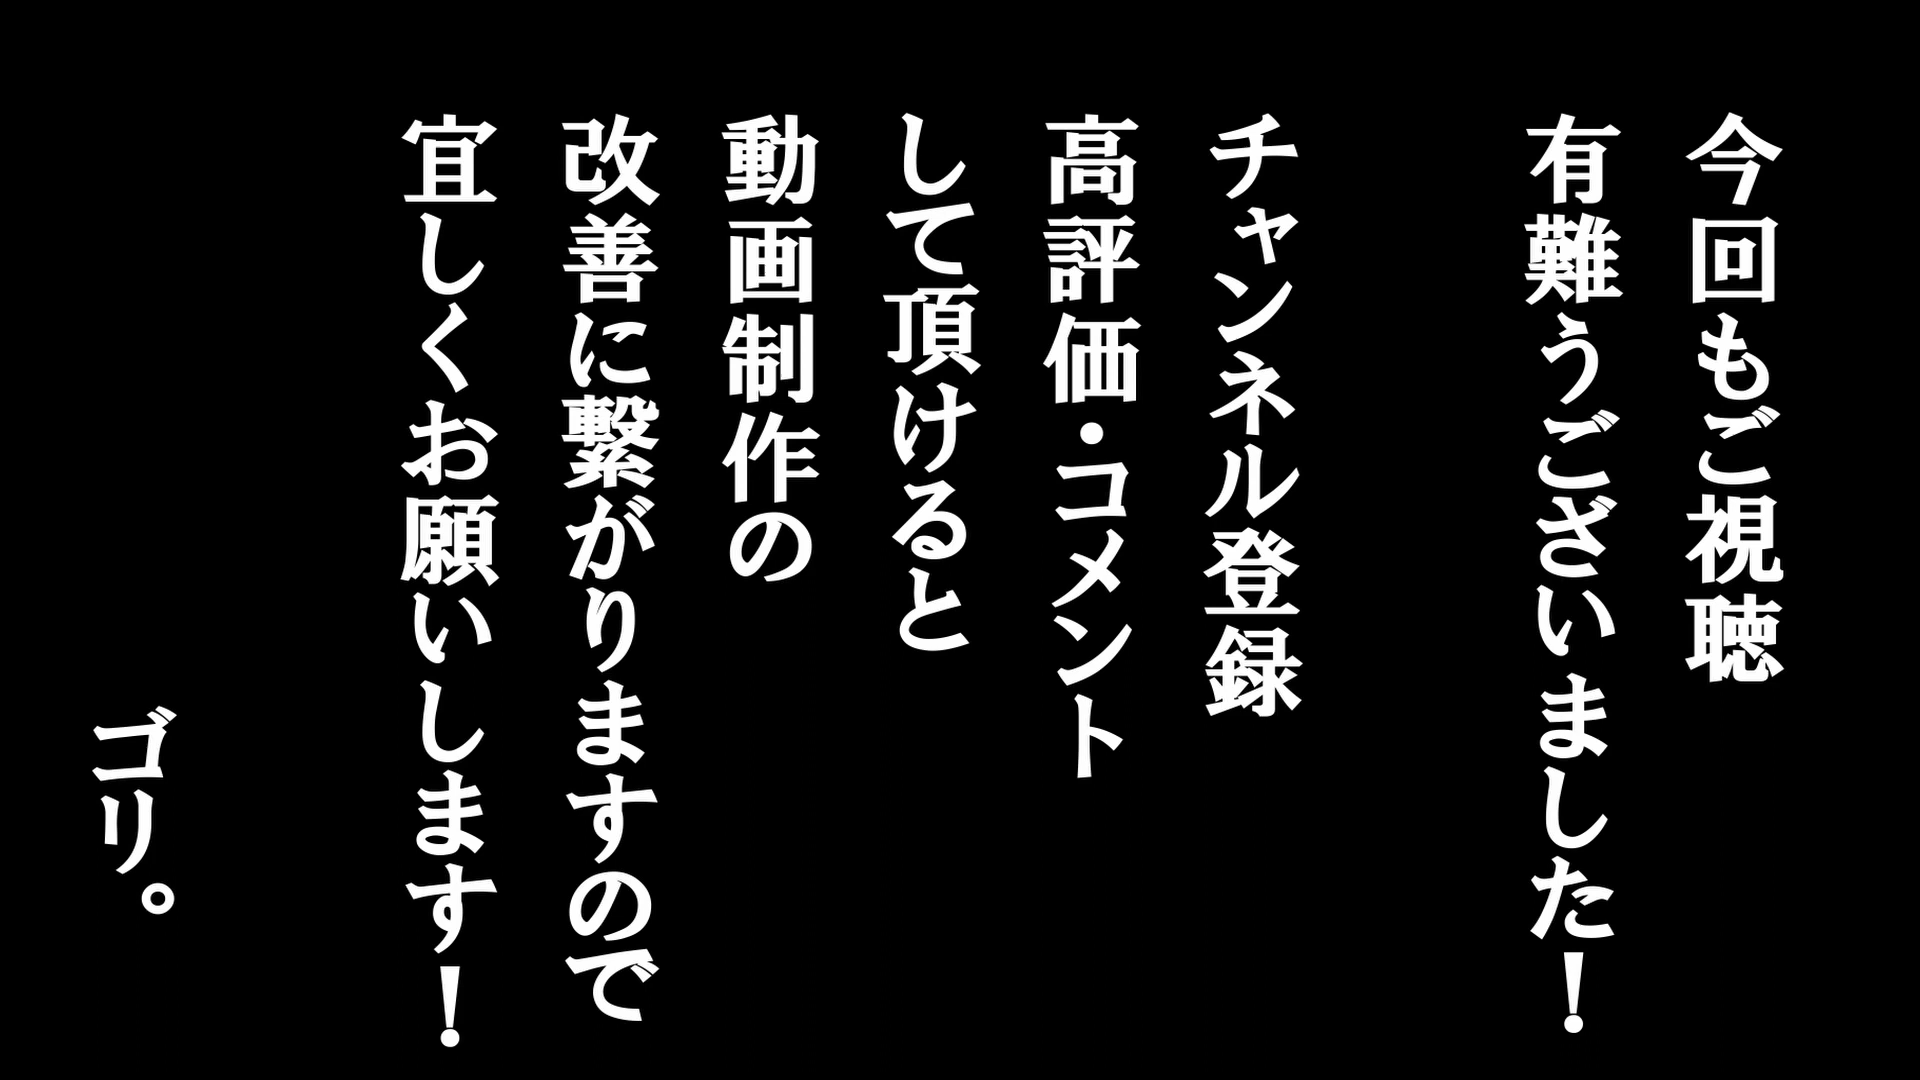 今回もご視聴
有難うございました！
チャンネル登録
高評価・コメント
して頂けると
動画制作の
改善に繋がりますので
宜しくお願いします！
ゴリ。